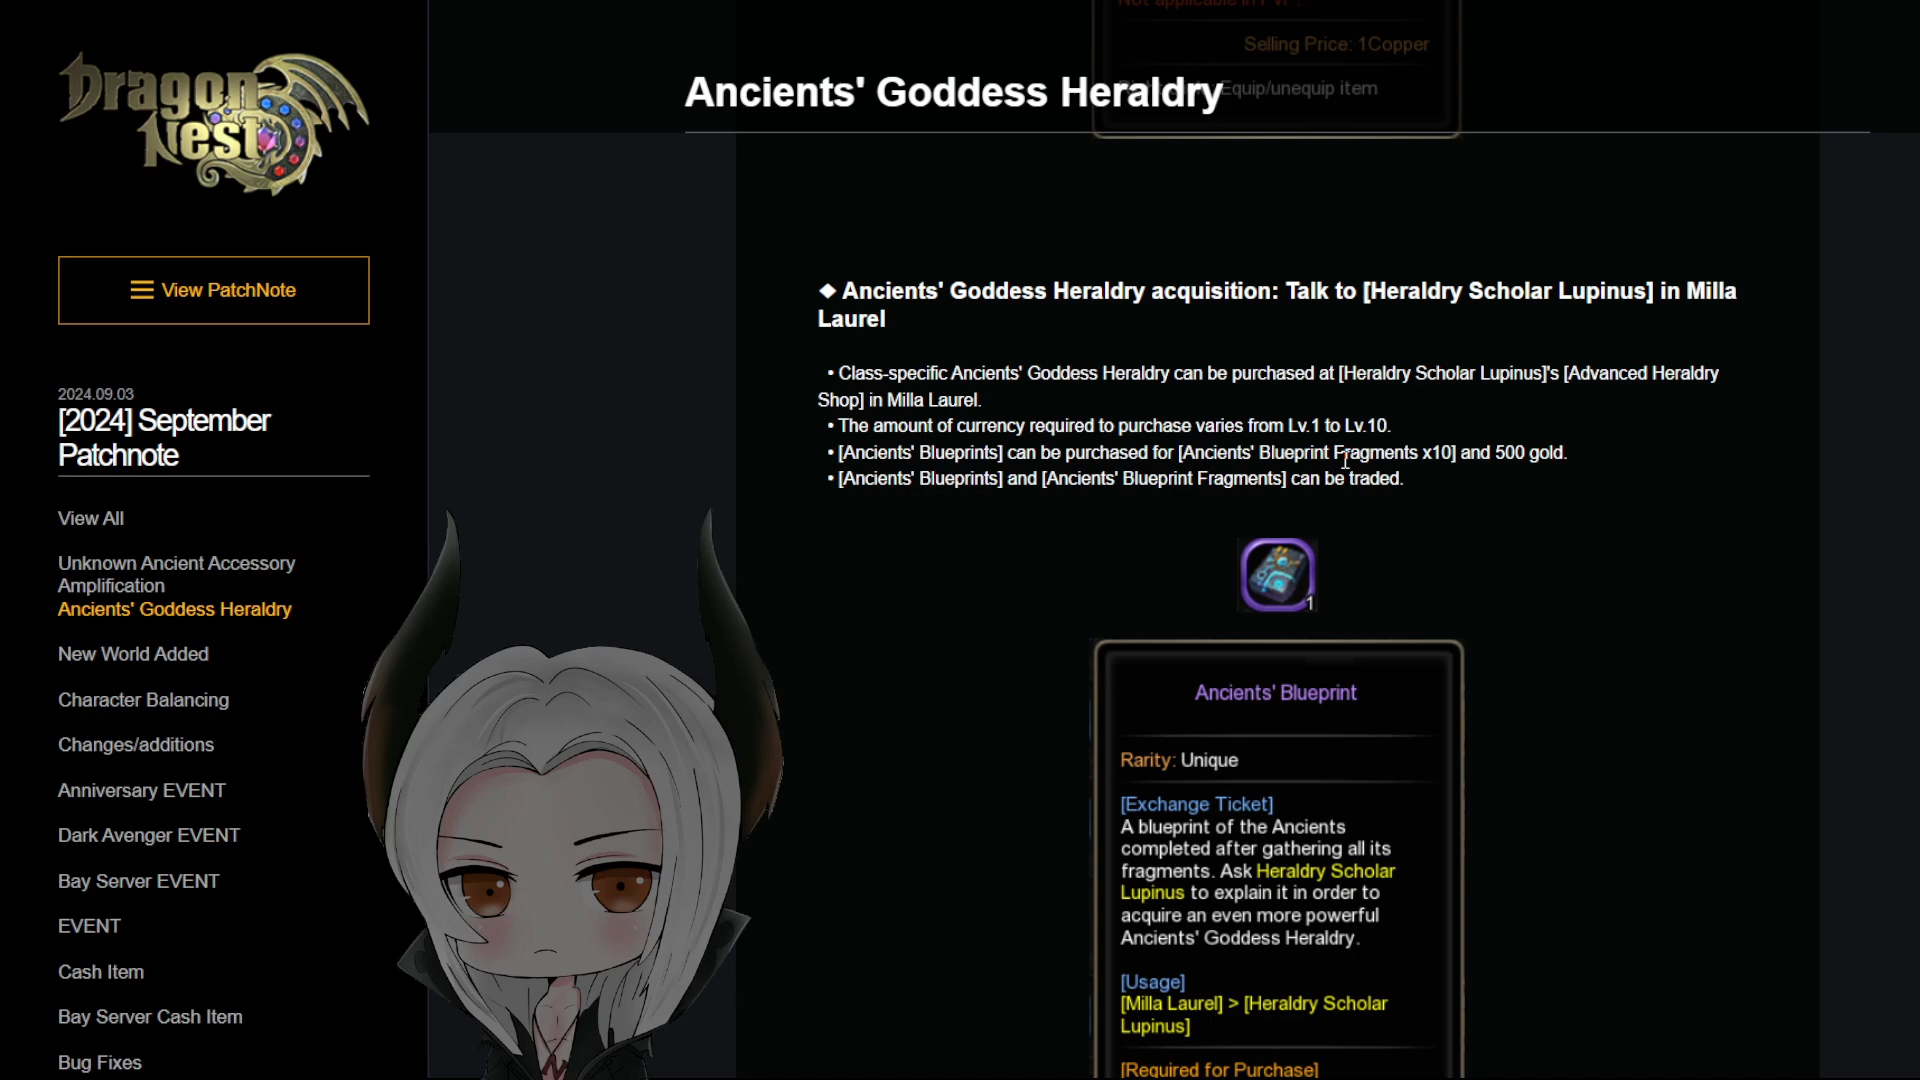 Dragon
Nest
View PatchNote
2024.09.03
[2024] September
Patchnote
View All
Unknown Ancient Accessory
Amplification
Ancients' Goddess Heraldry
New World Added
Character Balancing
Changes/additions
Anniversary EVENT
Dark Avenger EVENT
Bay Server EVENT
EVENT
Cash Item
Bay Server Cash Item
Bug Fixes
Selling Price: 1Copper
Equip/unequip item
Ancients' Goddess Heraldry
◆ Ancients' Goddess Heraldry acquisition: Talk to [Heraldry Scholar Lupinus] in Milla
Laurel
• Class-specific Ancients' Goddess Heraldry can be purchased at [Heraldry Scholar Lupinus]'s [Advanced Heraldry
Shop] in Milla Laurel.
• The amount of currency required to purchase varies from Lv.1 to Lv.10.
• [Ancients' Blueprints] can be purchased for [Ancients' Blueprint Fragments x10] and 500 gold.
• [Ancients' Blueprints] and [Ancients' Blueprint Fragments] can be traded.
1
Ancients' Blueprint
Rarity: Unique
[Exchange Ticket]
A blueprint of the Ancients
completed after gathering all its
fragments. Ask Heraldry Scholar
Lupinus to explain it in order to
acquire an even more powerful
Ancients' Goddess Heraldry.
[Usage]
[Milla Laurel] > [Heraldry Scholar
Lupinus]
[Required for Purchase]